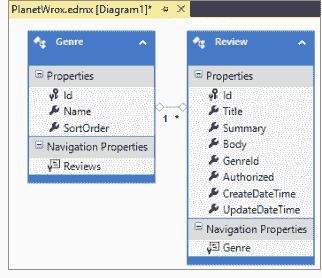 PlanetWrox.edmx [Diagram1]*
Genre
Properties
Id
Name
SortOrder
Navigation Properties
Reviews
1 *
Review
Properties
Id
Title
Summary
Body
GenreId
Authorized
CreateDateTime
UpdateDateTime
Navigation Properties
Genre